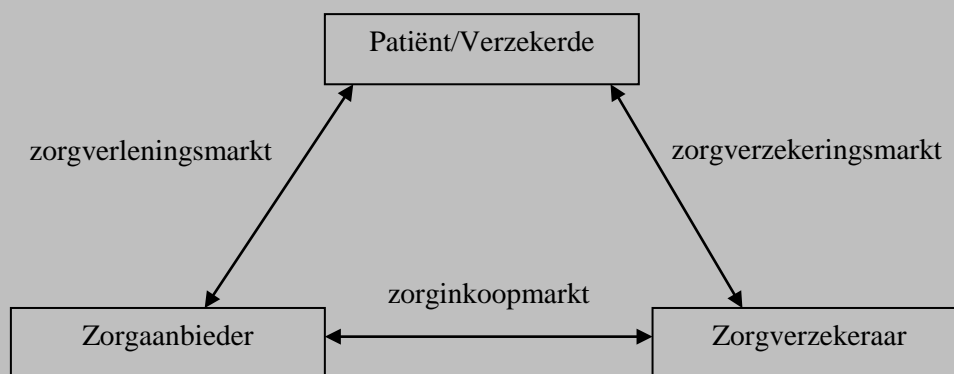 Patiënt/Verzekerde
zorgverleningsmarkt
zorgverzekeringsmarkt
zorginkoopmarkt
Zorgaanbieder
Zorgverzekeraar